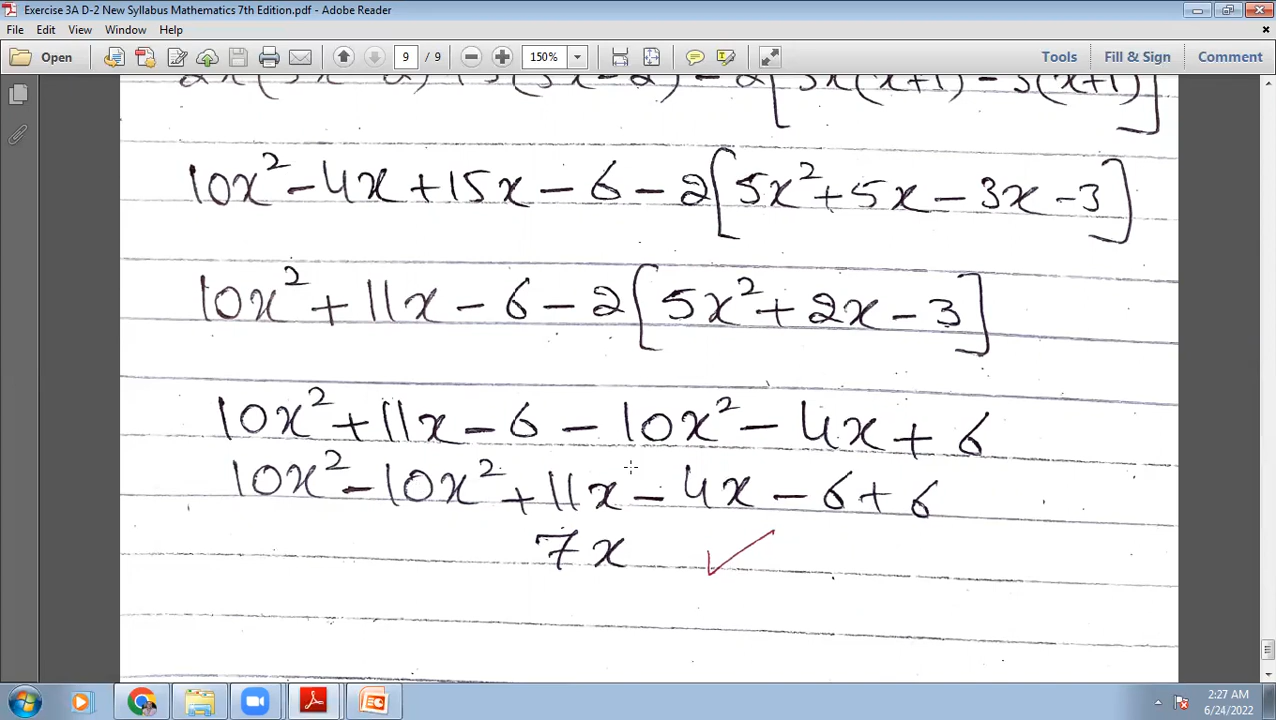 Exercise 3A D-2 New Syllabus Mathematics 7th Edition.pdf - Adobe Reader
File Edit View Window Help
Open 9 / 9 150% Tools Fill & Sign Comment
10x² - 4x + 15x - 6 - 2[5x² + 5x - 3x - 3]
10x² + 11x - 6 - 2[5x² + 2x - 3]
10x² + 11x - 6 - 10x² - 4x + 6
10x² - 10x² + 11x - 4x - 6 + 6
7x ✓
2:27 AM
6/24/2022